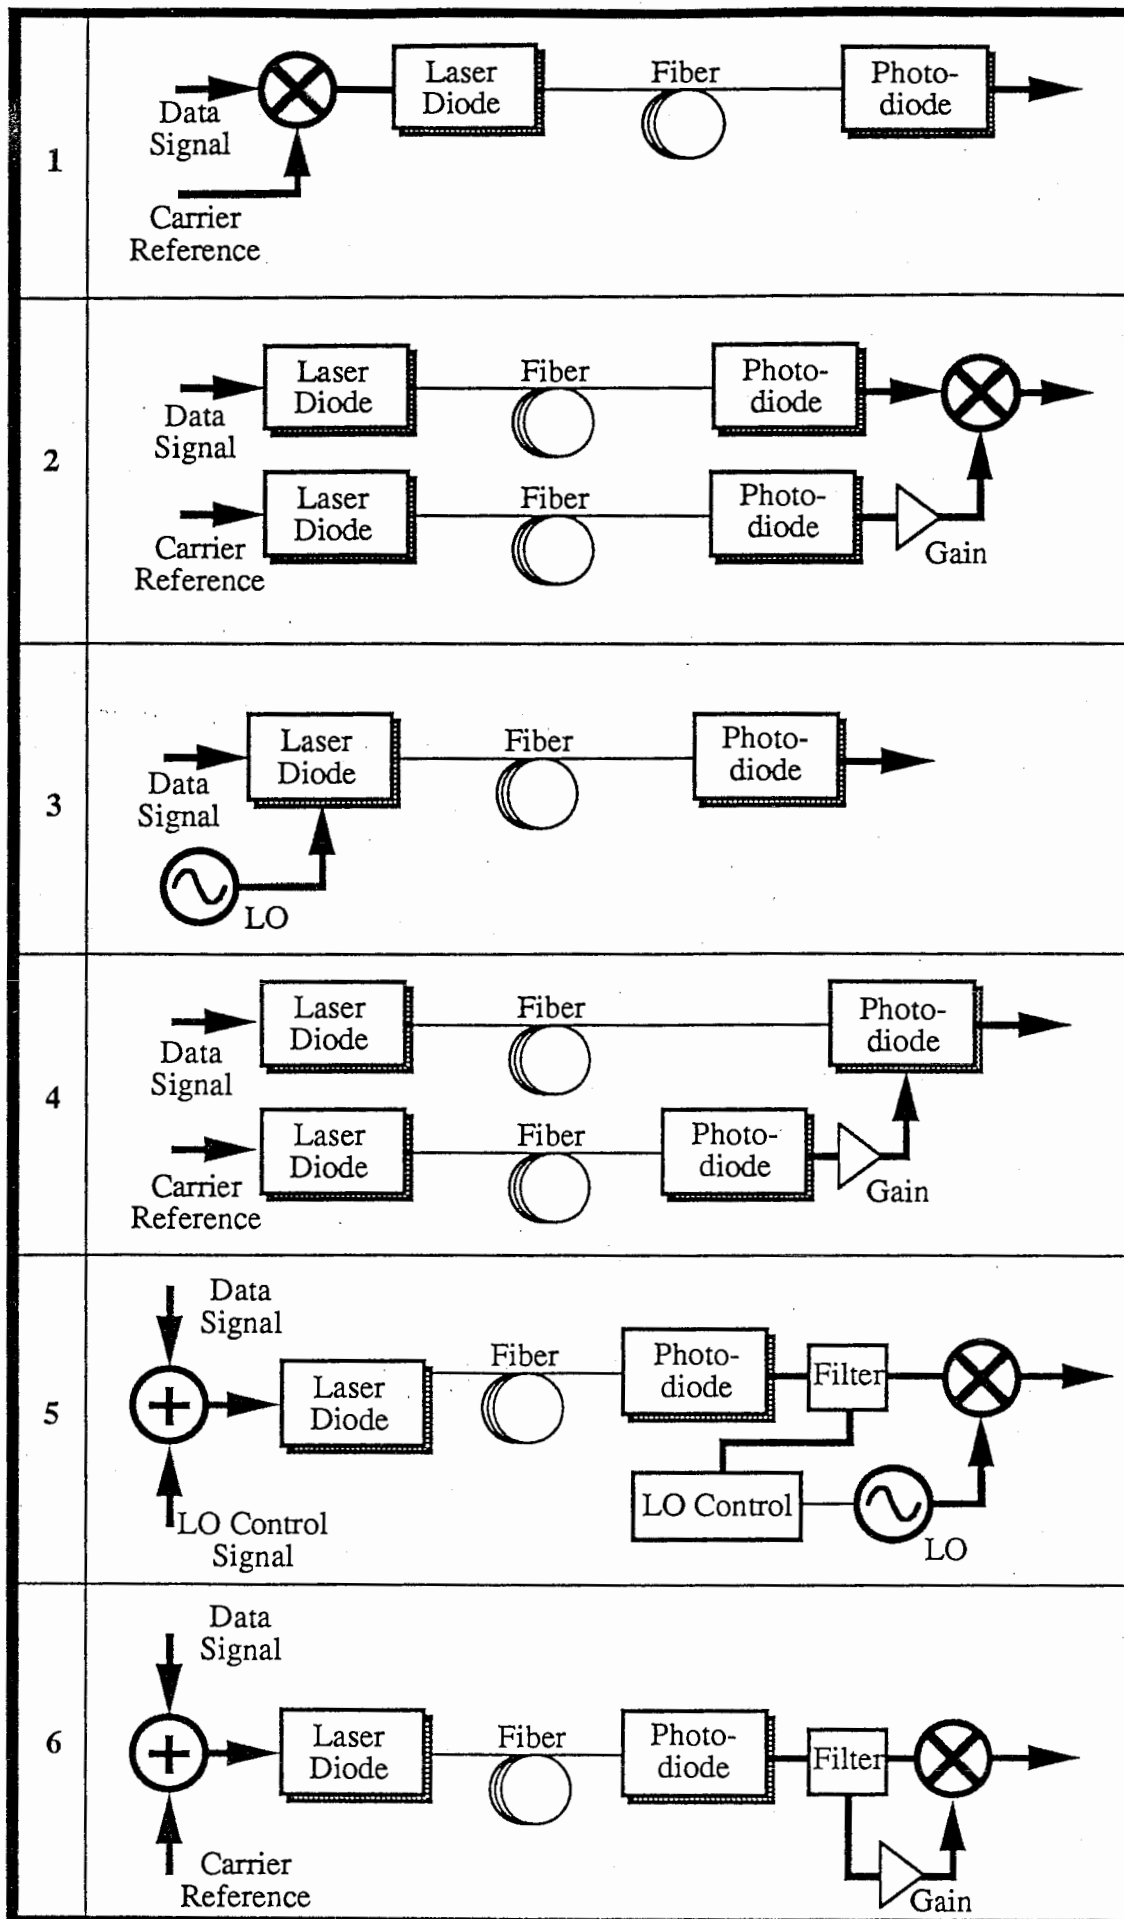 1
Data
Signal
Carrier
Reference
Laser
Diode
Fiber
Photo-
diode
2
Data
Signal
Laser
Diode
Fiber
Photo-
diode
Carrier
Reference
Laser
Diode
Fiber
Photo-
diode
Gain
3
Data
Signal
LO
Laser
Diode
Fiber
Photo-
diode
4
Data
Signal
Laser
Diode
Fiber
Photo-
diode
Carrier
Reference
Laser
Diode
Fiber
Photo-
diode
Gain
5
Data
Signal
LO Control
Signal
Laser
Diode
Fiber
Photo-
diode
Filter
LO Control
LO
6
Data
Signal
Carrier
Reference
Laser
Diode
Fiber
Photo-
diode
Filter
Gain